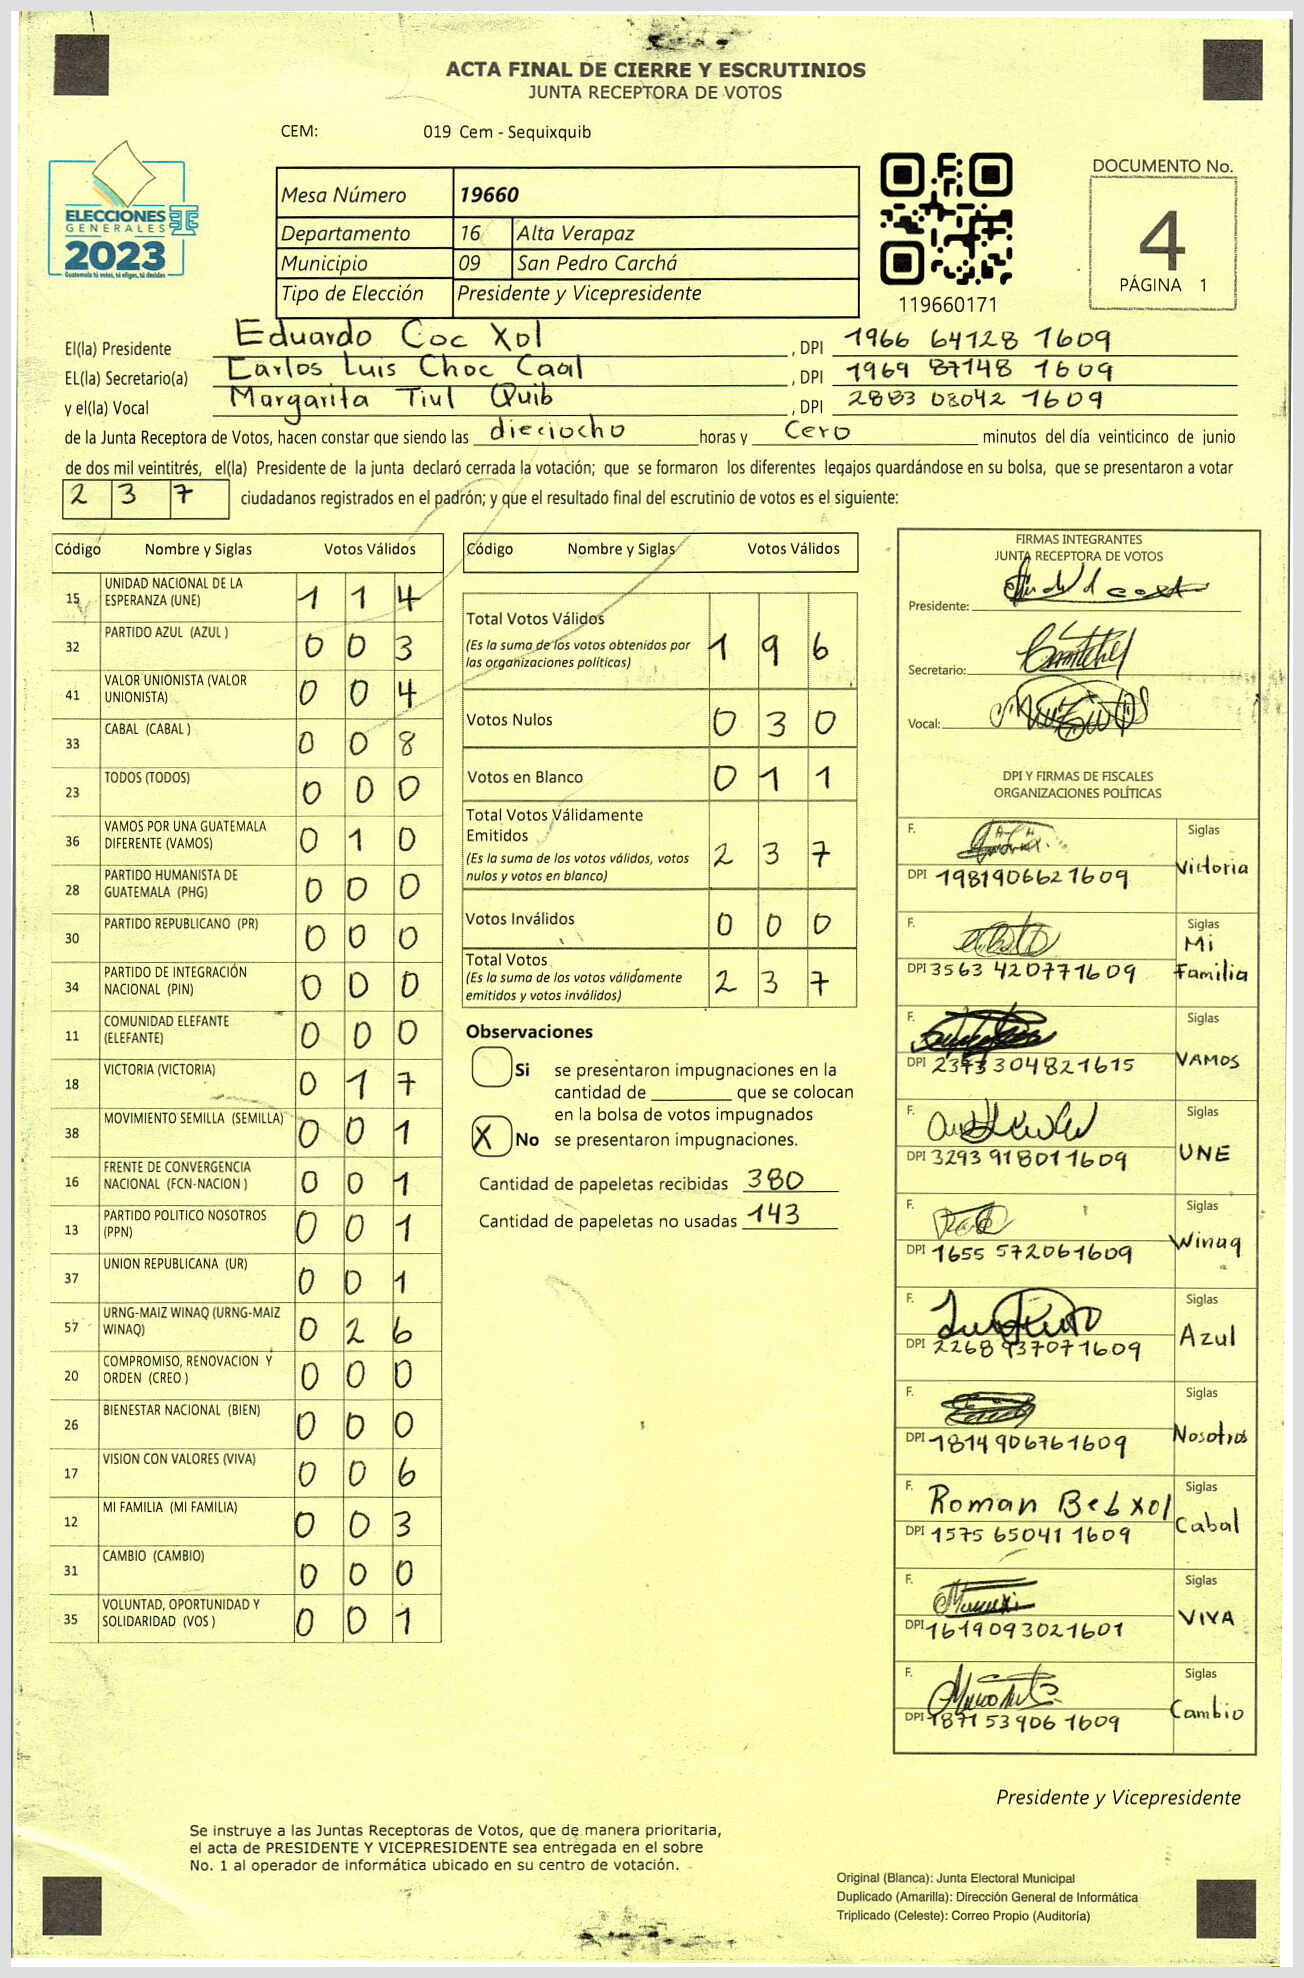 ACTA FINAL DE CIERRE Y ESCRUTINIOS
JUNTA RECEPTORA DE VOTOS
CEM: 019 Cem - Sequixquib
ELECCIONES
GENERALES
2023
Guatemala tú votas, tú eliges, tú decides
Mesa Número 19660
Departamento 16 Alta Verapaz
Municipio 09 San Pedro Carchá
Tipo de Elección Presidente y Vicepresidente
119660171
DOCUMENTO No.
4
PÁGINA 1
El(la) Presidente Eduardo Coc Xol , DPI 1966 64128 1609
EL(la) Secretario(a) Carlos Luis Choc Caal , DPI 1969 87148 1609
y el(la) Vocal Margarita Tiul Quib , DPI 2883 08042 1609
de la Junta Receptora de Votos, hacen constar que siendo las dieciocho horas y Cero minutos del día veinticinco de junio
de dos mil veintitrés, el(la) Presidente de la junta declaró cerrada la votación; que se formaron los diferentes legajos guardándose en su bolsa, que se presentaron a votar
2 3 7 ciudadanos registrados en el padrón; y que el resultado final del escrutinio de votos es el siguiente:
Código Nombre y Siglas Votos Válidos
15 UNIDAD NACIONAL DE LA
ESPERANZA (UNE) 1 1 4
32 PARTIDO AZUL (AZUL ) 0 0 3
41 VALOR UNIONISTA (VALOR
UNIONISTA) 0 0 4
33 CABAL (CABAL ) 0 0 8
23 TODOS (TODOS) 0 0 0
36 VAMOS POR UNA GUATEMALA
DIFERENTE (VAMOS) 0 1 0
28 PARTIDO HUMANISTA DE
GUATEMALA (PHG) 0 0 0
30 PARTIDO REPUBLICANO (PR) 0 0 0
34 PARTIDO DE INTEGRACIÓN
NACIONAL (PIN) 0 0 0
11 COMUNIDAD ELEFANTE
(ELEFANTE) 0 0 0
18 VICTORIA (VICTORIA) 0 1 7
38 MOVIMIENTO SEMILLA (SEMILLA) 0 0 1
16 FRENTE DE CONVERGENCIA
NACIONAL (FCN-NACION ) 0 0 1
13 PARTIDO POLITICO NOSOTROS
(PPN) 0 0 1
37 UNION REPUBLICANA (UR) 0 0 1
57 URNG-MAIZ WINAQ (URNG-MAIZ
WINAQ) 0 2 6
20 COMPROMISO, RENOVACION Y
ORDEN (CREO ) 0 0 0
26 BIENESTAR NACIONAL (BIEN) 0 0 0
17 VISION CON VALORES (VIVA) 0 0 6
12 MI FAMILIA (MI FAMILIA) 0 0 3
31 CAMBIO (CAMBIO) 0 0 0
35 VOLUNTAD, OPORTUNIDAD Y
SOLIDARIDAD (VOS ) 0 0 1
Código Nombre y Siglas Votos Válidos
Total Votos Válidos
(Es la suma de los votos obtenidos por
las organizaciones políticas) 1 9 6
Votos Nulos 0 3 0
Votos en Blanco 0 1 1
Total Votos Válidamente
Emitidos
(Es la suma de los votos válidos, votos
nulos y votos en blanco) 2 3 7
Votos Inválidos 0 0 0
Total Votos
(Es la suma de los votos válidamente
emitidos y votos inválidos) 2 3 7
Observaciones
Si se presentaron impugnaciones en la
cantidad de ________ que se colocan
en la bolsa de votos impugnados
X No se presentaron impugnaciones.
Cantidad de papeletas recibidas 380
Cantidad de papeletas no usadas 143
FIRMAS INTEGRANTES
JUNTA RECEPTORA DE VOTOS
Presidente:
Secretario:
Vocal:
DPI Y FIRMAS DE FISCALES
ORGANIZACIONES POLÍTICAS
F. Siglas
DPI 1981906621609 Victoria
F. Siglas
Mi
DPI 3563 420771609 Familia
F. Siglas
DPI 2373304821615 VAMOS
F. Siglas
DPI 3293 918011609 UNE
F. Siglas
DPI 1655 572061609 Winaq
F. Siglas
DPI 2268937071609 Azul
F. Siglas
DPI 1814906761609 Nosotros
F. Roman Beb xol Siglas
DPI 1575 65041 1609 Cabal
F. Siglas
DPI 1619093021601 VIVA
F. Siglas
DPI 1871 53906 1609 Cambio
Presidente y Vicepresidente
Se instruye a las Juntas Receptoras de Votos, que de manera prioritaria,
el acta de PRESIDENTE Y VICEPRESIDENTE sea entregada en el sobre
No. 1 al operador de informática ubicado en su centro de votación.
Original (Blanca): Junta Electoral Municipal
Duplicado (Amarilla): Dirección General de Informática
Triplicado (Celeste): Correo Propio (Auditoría)